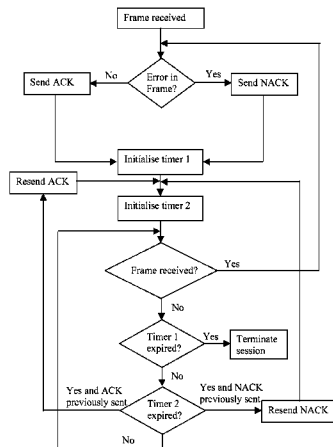 Frame received
Error in
Frame?
No
Yes
Send ACK
Send NACK
Initialise timer 1
Resend ACK
Initialise timer 2
Frame received?
Yes
No
Timer 1
expired?
Yes
Terminate
session
No
Yes and ACK
previously sent
Timer 2
expired?
Yes and NACK
previously sent
Resend NACK
No